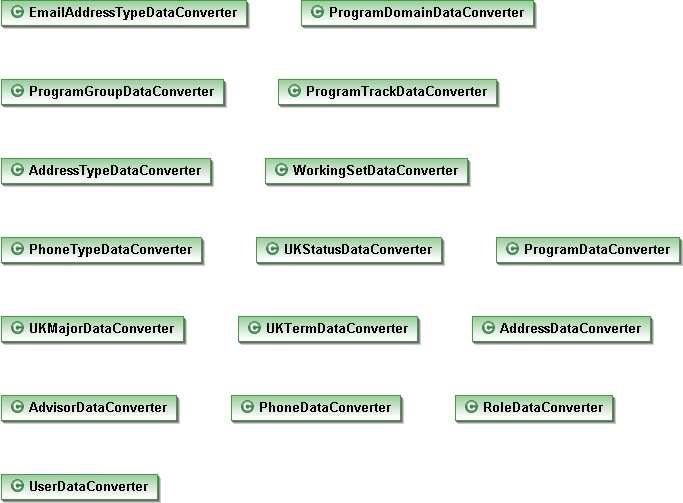 EmailAddressTypeDataConverter ProgramDomainDataConverter
ProgramGroupDataConverter ProgramTrackDataConverter
AddressTypeDataConverter WorkingSetDataConverter
PhoneTypeDataConverter UKStatusDataConverter ProgramDataConverter
UKMajorDataConverter UKTermDataConverter AddressDataConverter
AdvisorDataConverter PhoneDataConverter RoleDataConverter
UserDataConverter